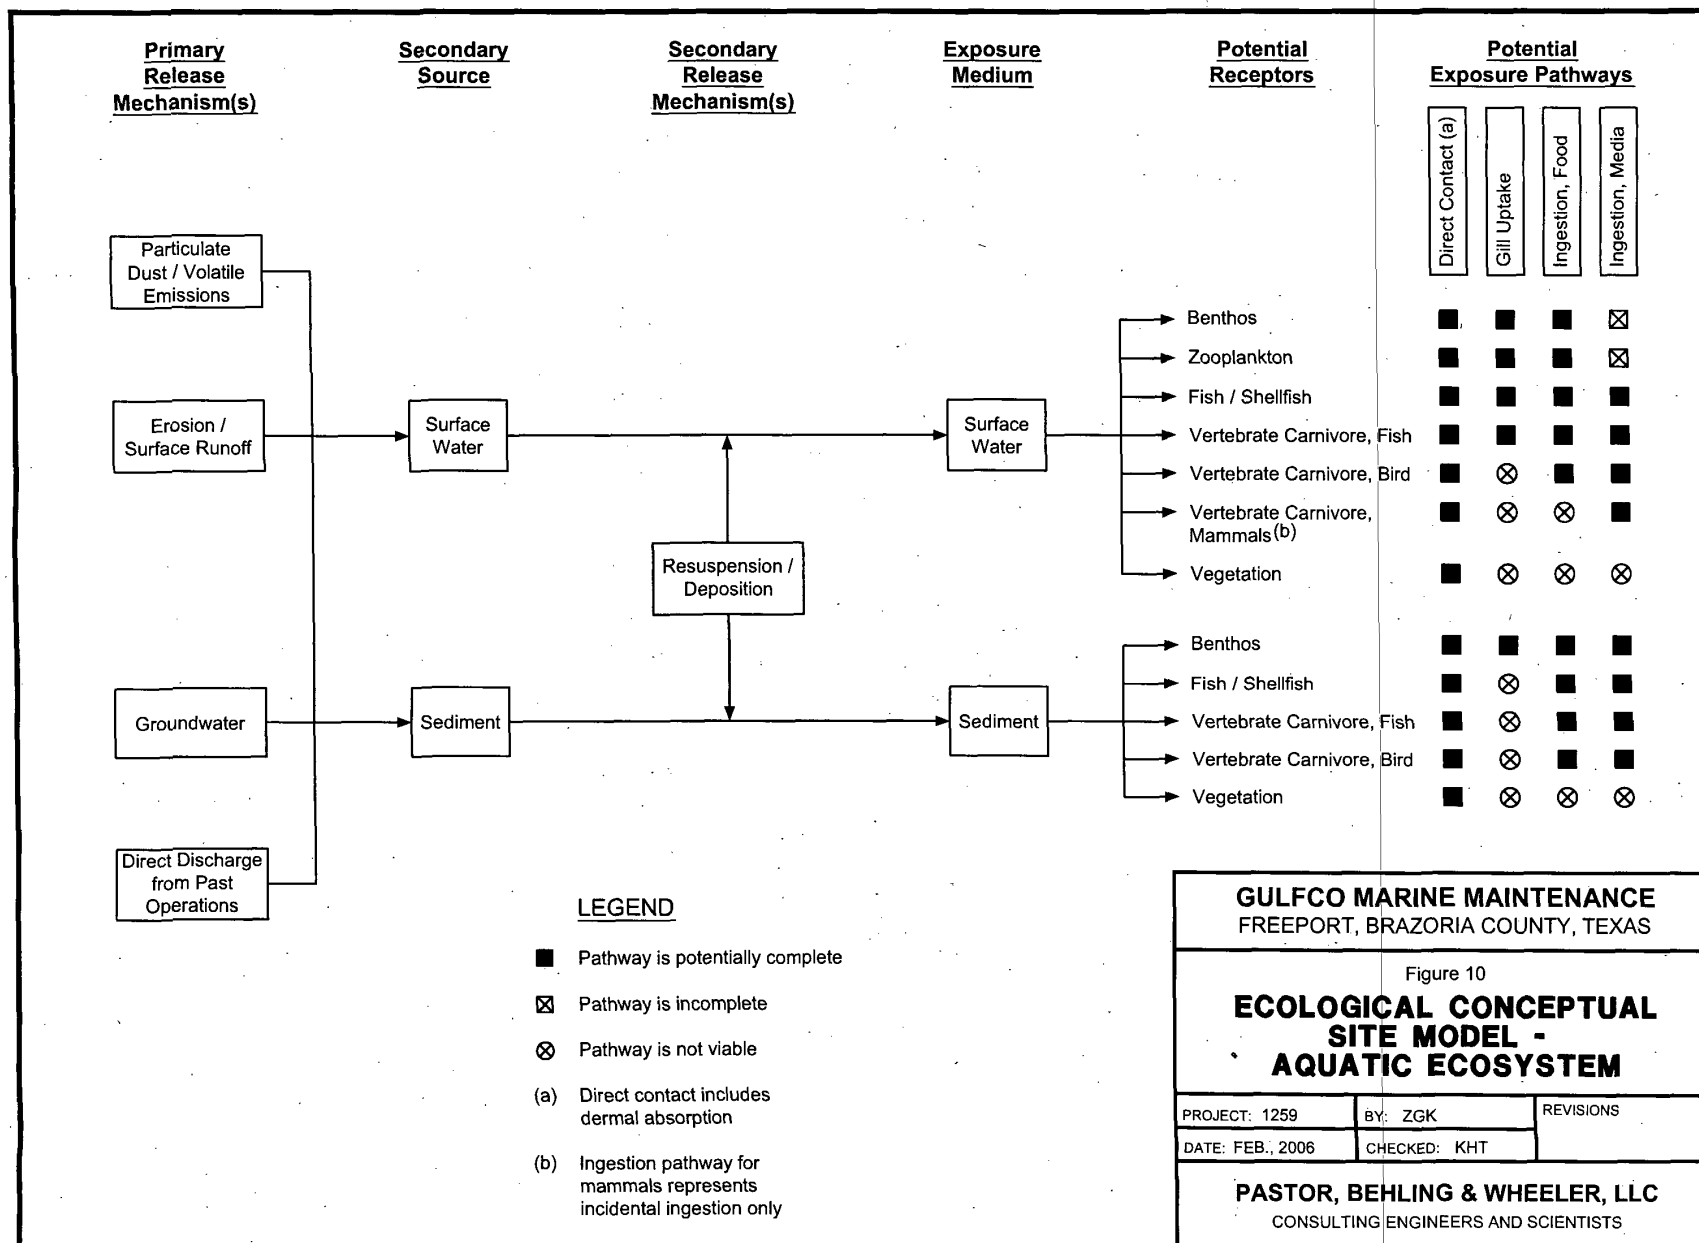 Primary
Release
Mechanism(s)
Secondary
Source
Secondary
Release
Mechanism(s)
Exposure
Medium
Potential
Receptors
Potential
Exposure Pathways
Direct Contact (a)
Gill Uptake
Ingestion, Food
Ingestion, Media
Particulate
Dust / Volatile
Emissions
Erosion /
Surface Runoff
Groundwater
Direct Discharge
from Past
Operations
Surface
Water
Sediment
Resuspension /
Deposition
Surface
Water
Sediment
Benthos
Zooplankton
Fish / Shellfish
Vertebrate Carnivore, Fish
Vertebrate Carnivore, Bird
Vertebrate Carnivore,
Mammals(b)
Vegetation
Benthos
Fish / Shellfish
Vertebrate Carnivore, Fish
Vertebrate Carnivore, Bird
Vegetation
LEGEND
Pathway is potentially complete
Pathway is incomplete
Pathway is not viable
(a) Direct contact includes
dermal absorption
(b) Ingestion pathway for
mammals represents
incidental ingestion only
GULFCO MARINE MAINTENANCE
FREEPORT, BRAZORIA COUNTY, TEXAS
Figure 10
ECOLOGICAL CONCEPTUAL
SITE MODEL -
AQUATIC ECOSYSTEM
PROJECT: 1259
BY: ZGK
REVISIONS
DATE: FEB., 2006
CHECKED: KHT
PASTOR, BEHLING & WHEELER, LLC
CONSULTING ENGINEERS AND SCIENTISTS